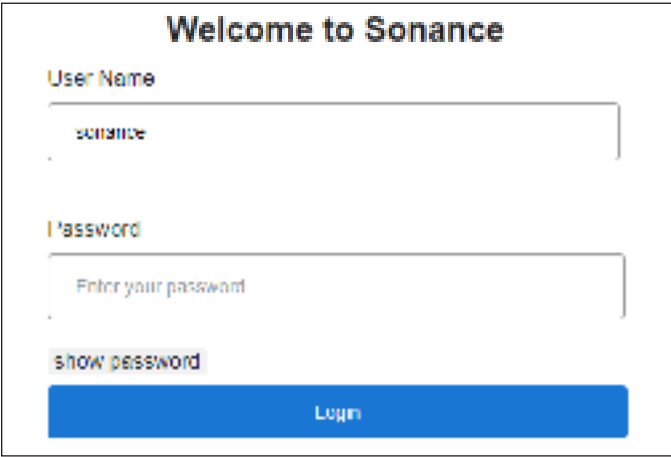 Welcome to Sonance
User Name
sonance
Password
Enter your password
show password
Login